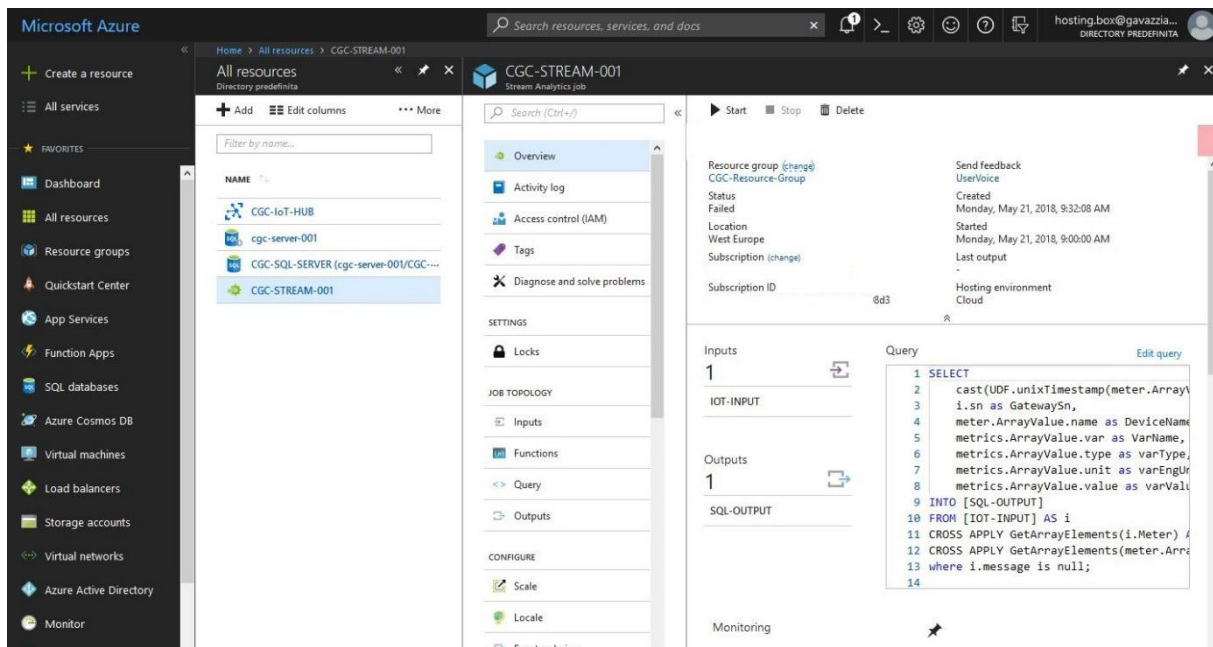 Microsoft Azure
Search resources, services, and docs
1
hosting.box@gavazzia...
DIRECTORY PREDEFINITA
Create a resource
All services
FAVORITES
Dashboard
All resources
Resource groups
Quickstart Center
App Services
Function Apps
SQL databases
Azure Cosmos DB
Virtual machines
Load balancers
Storage accounts
Virtual networks
Azure Active Directory
Monitor
Home > All resources > CGC-STREAM-001
All resources
Directory predefinita
Add Edit columns ••• More
Filter by name...
NAME
CGC-IoT-HUB
cgc-server-001
CGC-SQL-SERVER (cgc-server-001/CGC-...
CGC-STREAM-001
CGC-STREAM-001
Stream Analytics job
Search (Ctrl+/)
Overview
Activity log
Access control (IAM)
Tags
Diagnose and solve problems
SETTINGS
Locks
JOB TOPOLOGY
Inputs
Functions
Query
Outputs
CONFIGURE
Scale
Locale
Start Stop Delete
Resource group (change)
CGC-Resource-Group
Status
Failed
Location
West Europe
Subscription (change)
Subscription ID
8d3
Send feedback
UserVoice
Created
Monday, May 21, 2018, 9:32:08 AM
Started
Monday, May 21, 2018, 9:00:00 AM
Last output
-
Hosting environment
Cloud
Inputs
1
IOT-INPUT
Outputs
1
SQL-OUTPUT
Query Edit query
1 SELECT
2 cast(UDF.unixTimestamp(meter.ArrayV
3 i.sn as GatewaySn,
4 meter.ArrayValue.name as DeviceName
5 metrics.ArrayValue.var as VarName,
6 metrics.ArrayValue.type as varType,
7 metrics.ArrayValue.unit as varEngUn
8 metrics.ArrayValue.value as varValu
9 INTO [SQL-OUTPUT]
10 FROM [IOT-INPUT] AS i
11 CROSS APPLY GetArrayElements(i.Meter) A
12 CROSS APPLY GetArrayElements(meter.Arra
13 where i.message is null;
14
Monitoring